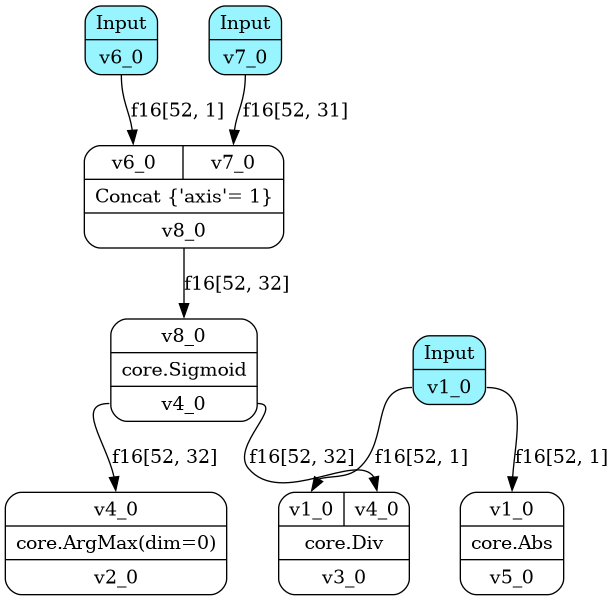 Input
v6_0
Input
v7_0
f16[52, 1]
f16[52, 31]
v6_0
v7_0
Concat {'axis'= 1}
v8_0
f16[52, 32]
v8_0
core.Sigmoid
v4_0
Input
v1_0
f16[52, 32]
f16[52, 32]
f16[52, 1]
f16[52, 1]
v4_0
core.ArgMax(dim=0)
v2_0
v1_0
v4_0
core.Div
v3_0
v1_0
core.Abs
v5_0